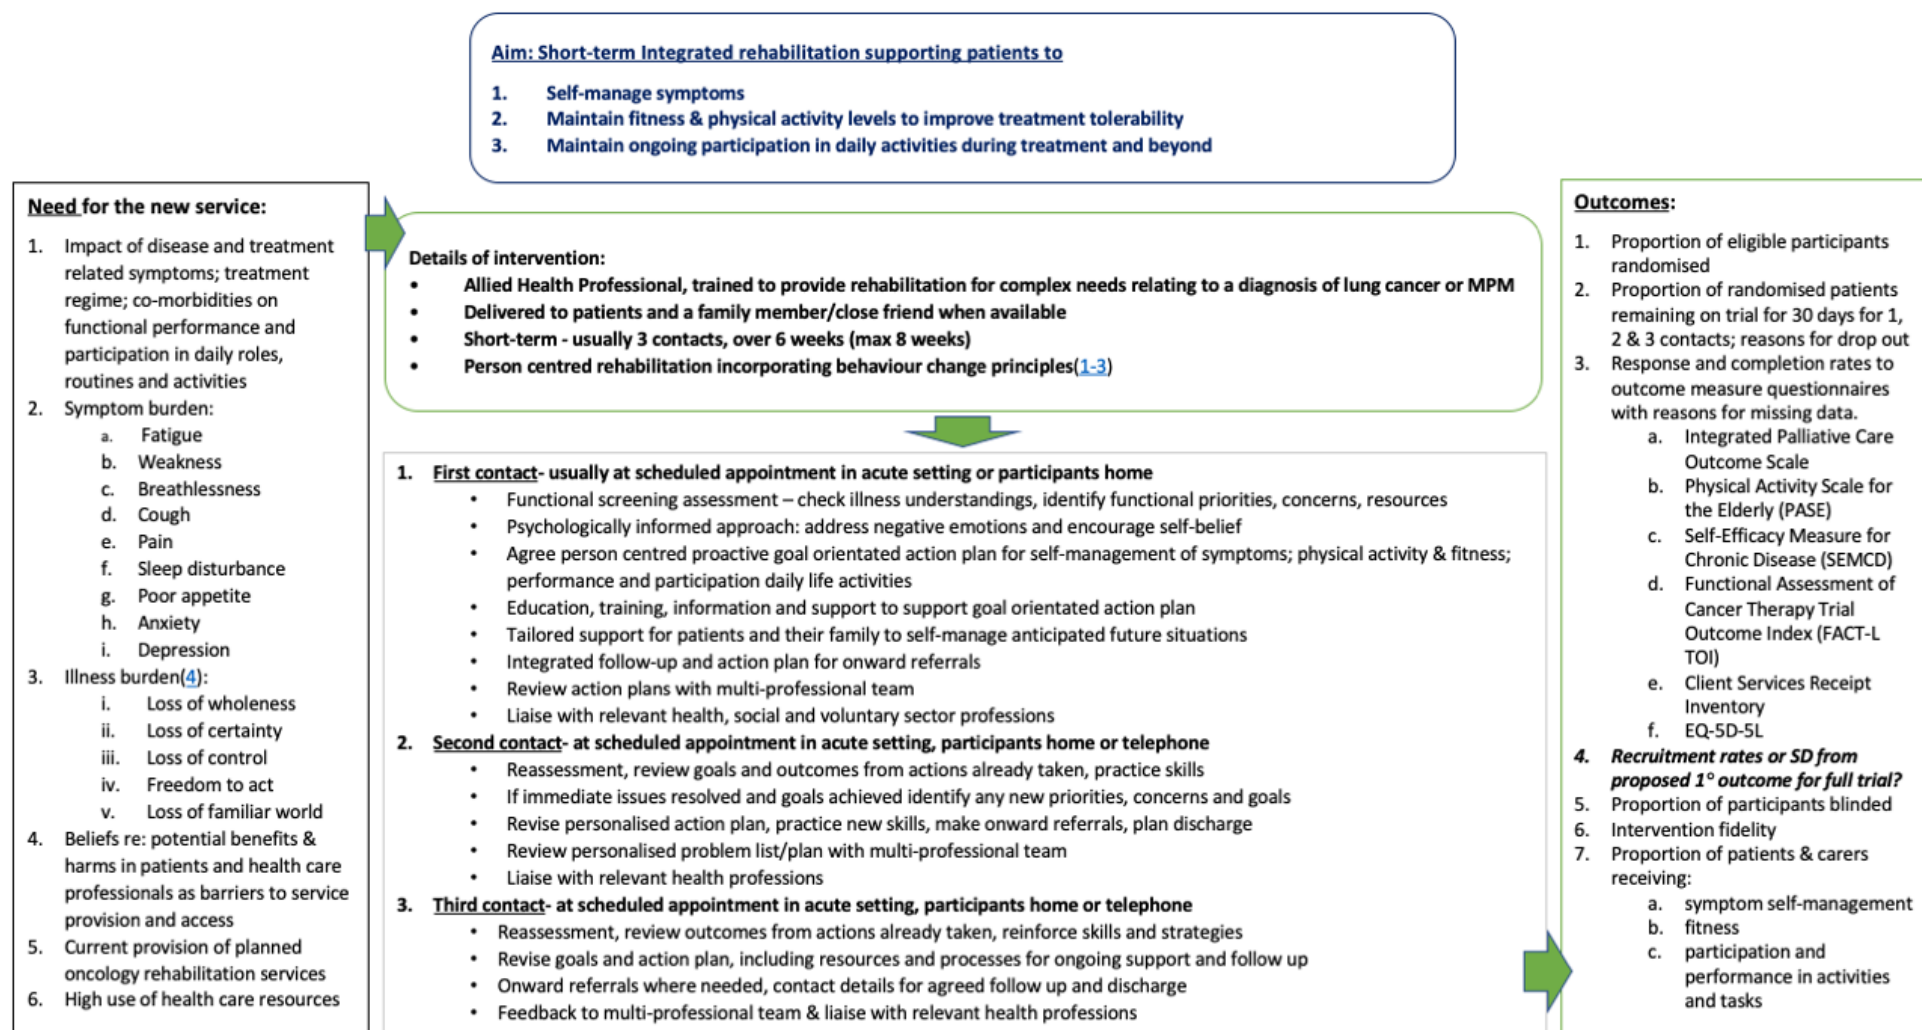 Aim: Short-term Integrated rehabilitation supporting patients to
1. Self-manage symptoms
2. Maintain fitness & physical activity levels to improve treatment tolerability
3. Maintain ongoing participation in daily activities during treatment and beyond
Need for the new service:
1. Impact of disease and treatment
related symptoms; treatment
regime; co-morbidities on
functional performance and
participation in daily roles,
routines and activities
2. Symptom burden:
a. Fatigue
b. Weakness
c. Breathlessness
d. Cough
e. Pain
f. Sleep disturbance
g. Poor appetite
h. Anxiety
i. Depression
3. Illness burden(4):
i. Loss of wholeness
ii. Loss of certainty
iii. Loss of control
iv. Freedom to act
v. Loss of familiar world
4. Beliefs re: potential benefits &
harms in patients and health care
professionals as barriers to service
provision and access
5. Current provision of planned
oncology rehabilitation services
6. High use of health care resources
Details of intervention:
• Allied Health Professional, trained to provide rehabilitation for complex needs relating to a diagnosis of lung cancer or MPM
• Delivered to patients and a family member/close friend when available
• Short-term - usually 3 contacts, over 6 weeks (max 8 weeks)
• Person centred rehabilitation incorporating behaviour change principles(1-3)
1. First contact- usually at scheduled appointment in acute setting or participants home
• Functional screening assessment – check illness understandings, identify functional priorities, concerns, resources
• Psychologically informed approach: address negative emotions and encourage self-belief
• Agree person centred proactive goal orientated action plan for self-management of symptoms; physical activity & fitness;
performance and participation daily life activities
• Education, training, information and support to support goal orientated action plan
• Tailored support for patients and their family to self-manage anticipated future situations
• Integrated follow-up and action plan for onward referrals
• Review action plans with multi-professional team
• Liaise with relevant health, social and voluntary sector professions
2. Second contact- at scheduled appointment in acute setting, participants home or telephone
• Reassessment, review goals and outcomes from actions already taken, practice skills
• If immediate issues resolved and goals achieved identify any new priorities, concerns and goals
• Revise personalised action plan, practice new skills, make onward referrals, plan discharge
• Review personalised problem list/plan with multi-professional team
• Liaise with relevant health professions
3. Third contact- at scheduled appointment in acute setting, participants home or telephone
• Reassessment, review outcomes from actions already taken, reinforce skills and strategies
• Revise goals and action plan, including resources and processes for ongoing support and follow up
• Onward referrals where needed, contact details for agreed follow up and discharge
• Feedback to multi-professional team & liaise with relevant health professions
Outcomes:
1. Proportion of eligible participants
randomised
2. Proportion of randomised patients
remaining on trial for 30 days for 1,
2 & 3 contacts; reasons for drop out
3. Response and completion rates to
outcome measure questionnaires
with reasons for missing data.
a. Integrated Palliative Care
Outcome Scale
b. Physical Activity Scale for
the Elderly (PASE)
c. Self-Efficacy Measure for
Chronic Disease (SEMCD)
d. Functional Assessment of
Cancer Therapy Trial
Outcome Index (FACT-L
TOI)
e. Client Services Receipt
Inventory
f. EQ-5D-5L
4. Recruitment rates or SD from
proposed 1° outcome for full trial?
5. Proportion of participants blinded
6. Intervention fidelity
7. Proportion of patients & carers
receiving:
a. symptom self-management
b. fitness
c. participation and
performance in activities
and tasks